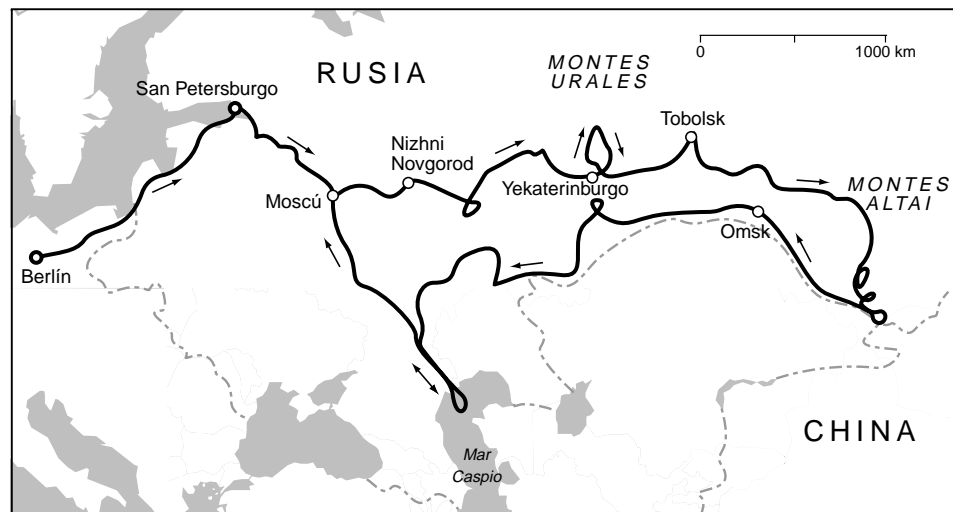 RUSIA
MONTES
URALES
0
1000 km
San Petersburgo
Tobolsk
Nizhni
Novgorod
Yekaterinburgo
MONTES
ALTAI
Moscú
Omsk
Berlín
CHINA
Mar
Caspio